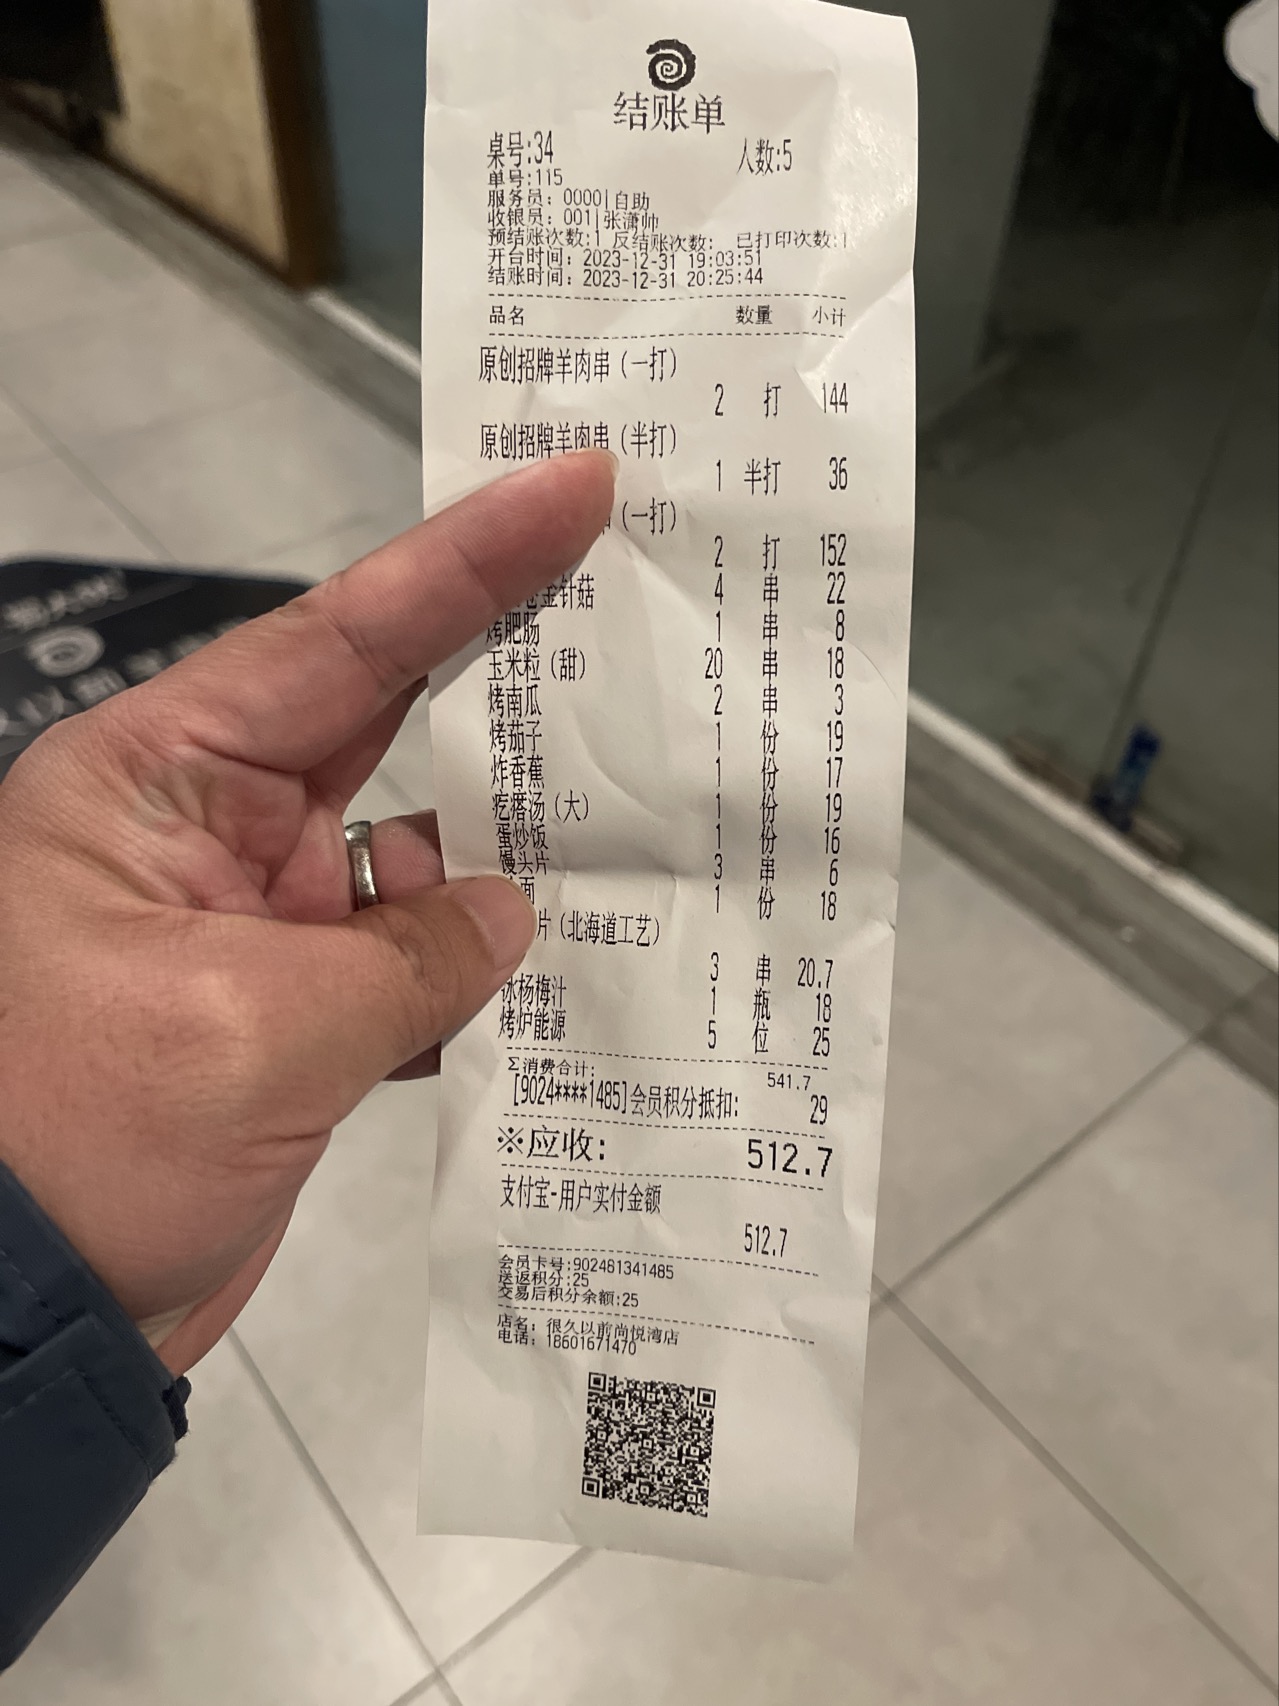 结账单
桌号:34 人数:5
单号:115
服务员: 0000|自助
收银员: 001|张潇帅
预结账次数:1 反结账次数: 已打印次数:1
开台时间: 2023-12-31 19:03:51
结账时间: 2023-12-31 20:25:44
品名 数量 小计
原创招牌羊肉串(一打)
2 打 144
原创招牌羊肉串(半打)
1 半打 36
(一打)
2 打 152
金针菇 4 串 22
烤肥肠 1 串 8
玉米粒(甜) 20 串 18
烤南瓜 2 串 3
烤茄子 1 份 19
炸香蕉 1 份 17
疙瘩汤(大) 1 份 19
蛋炒饭 1 份 16
馒头片 3 串 6
面 1 份 18
片(北海道工艺)
3 串 20.7
冰杨梅汁 1 瓶 18
烤炉能源 5 位 25
Σ消费合计: 541.7
[9024****1485]会员积分抵扣: 29
※应收: 512.7
支付宝-用户实付金额
512.7
会员卡号:902461341485
送返积分:25
交易后积分余额:25
店名: 很久以前尚悦湾店
电话: 18601671470